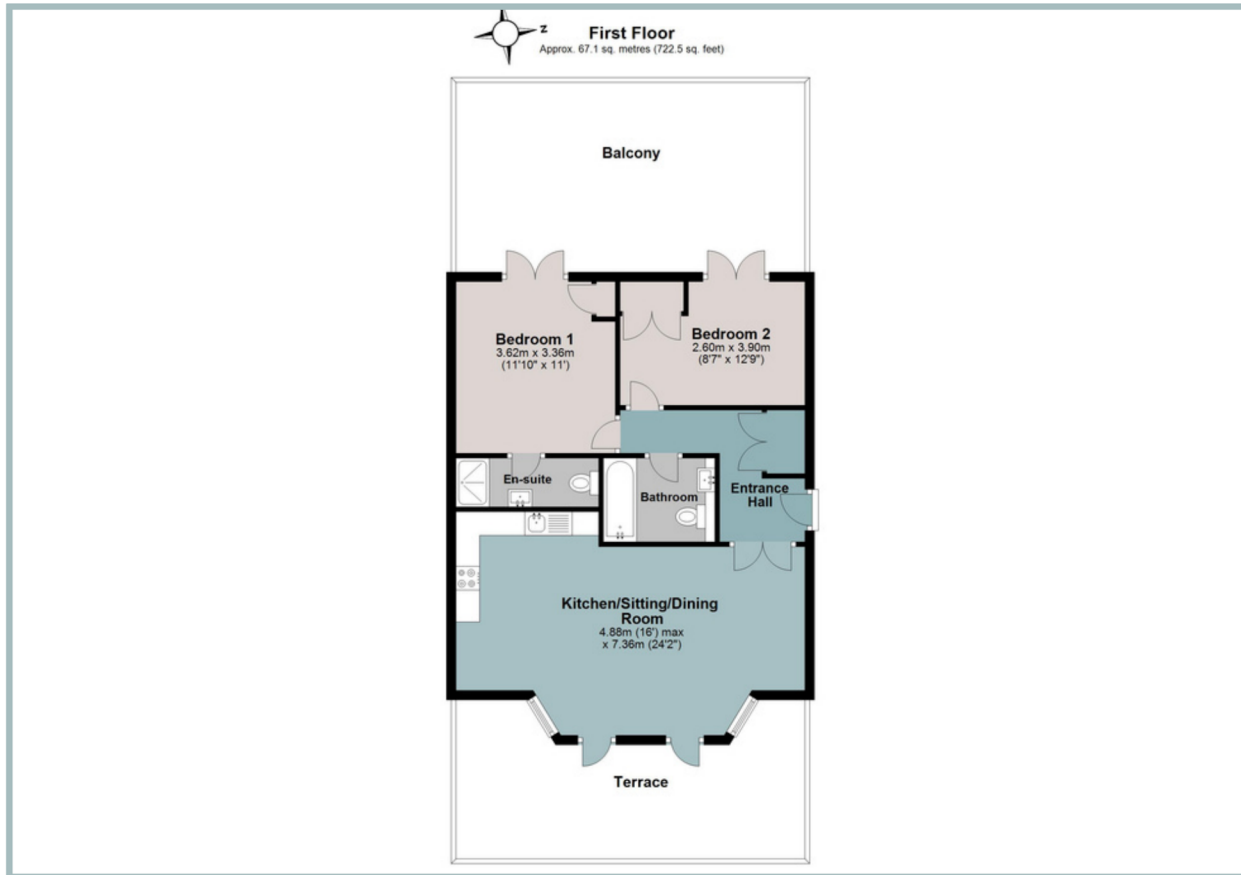 N
First Floor
Approx. 67.1 sq. metres (722.5 sq. feet)
Balcony
Bedroom 1
3.62m x 3.36m
(11'10" x 11')
Bedroom 2
2.60m x 3.90m
(8'7" x 12'9")
En-suite
Bathroom
Entrance
Hall
Kitchen/Sitting/Dining
Room
4.88m (16') max
x 7.36m (24'2")
Terrace